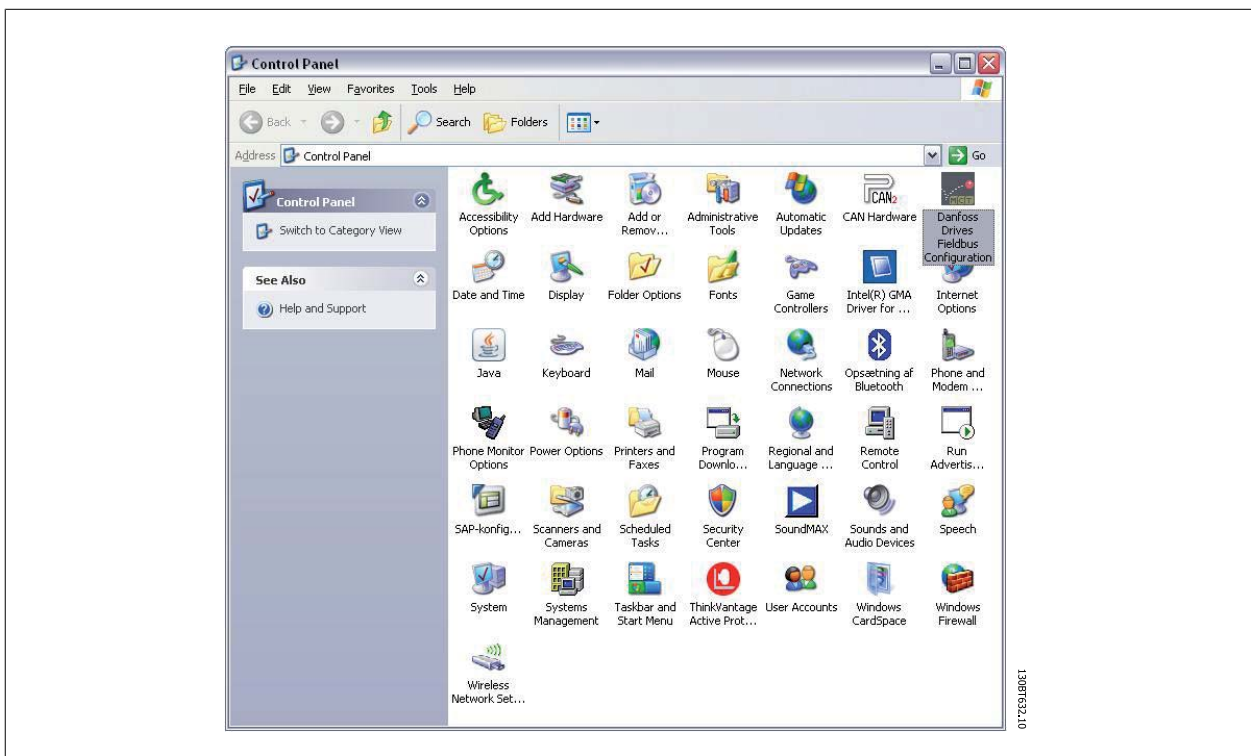 Control Panel
File Edit View Favorites Tools Help
Back Search Folders
Address Control Panel Go
Control Panel
Switch to Category View
See Also
Help and Support
Accessibility Options
Add Hardware
Add or Remov...
Administrative Tools
Automatic Updates
CAN Hardware
Danfoss Drives Fieldbus Configuration
Date and Time
Display
Folder Options
Fonts
Game Controllers
Intel(R) GMA Driver for ...
Internet Options
Java
Keyboard
Mail
Mouse
Network Connections
Opsætning af Bluetooth
Phone and Modem ...
Phone Monitor Options
Power Options
Printers and Faxes
Program Downlo...
Regional and Language ...
Remote Control
Run Advertis...
SAP-konfig...
Scanners and Cameras
Scheduled Tasks
Security Center
SoundMAX
Sounds and Audio Devices
Speech
System
Systems Management
Taskbar and Start Menu
ThinkVantage Active Prot...
User Accounts
Windows CardSpace
Windows Firewall
Wireless Network Set...
130BT632.10